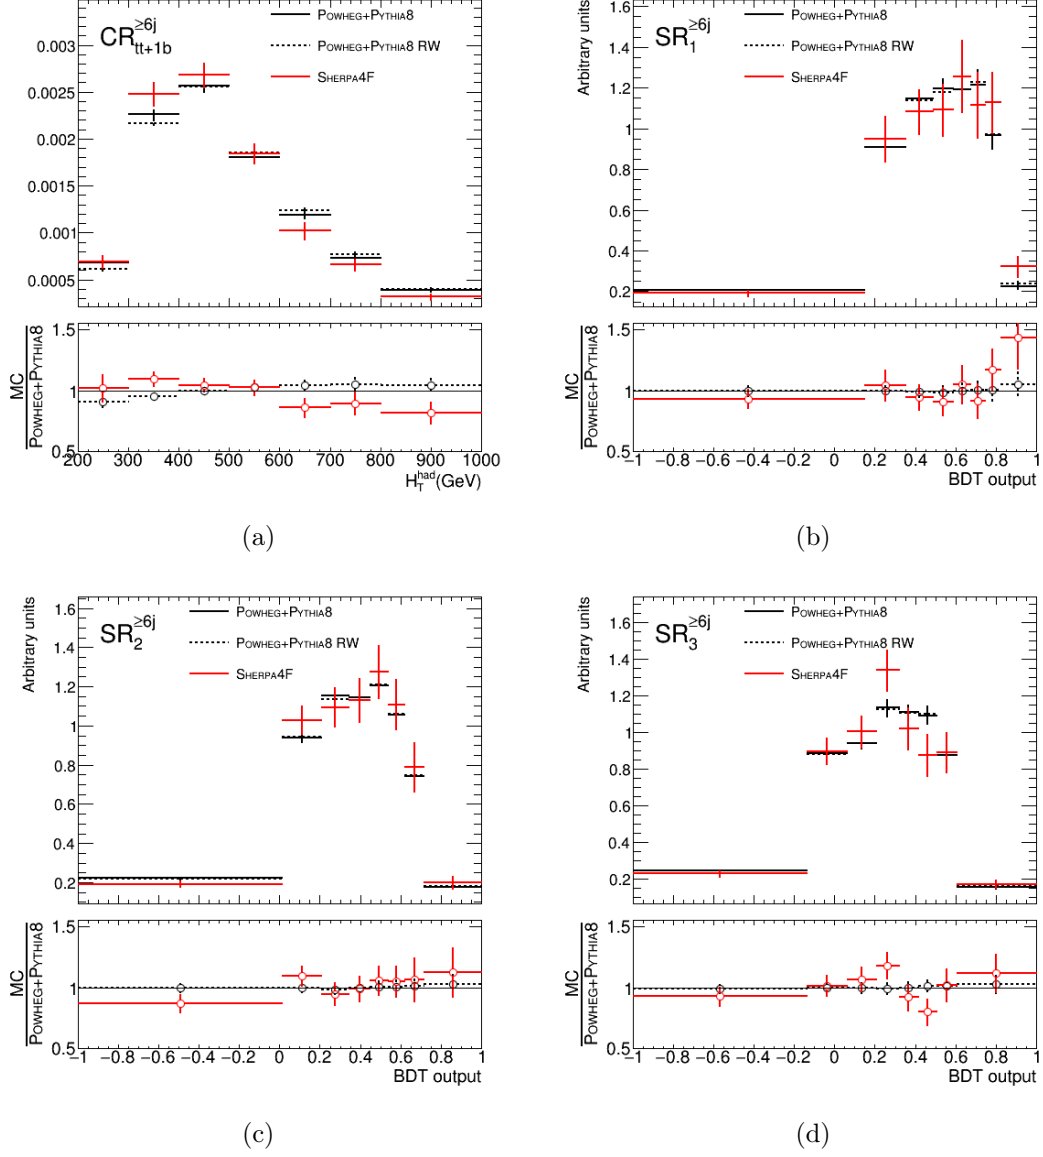 CR≥6j tt+1b
POWHEG+PYTHIA8
POWHEG+PYTHIA8 RW
SHERPA4F
0.003
0.0025
0.002
0.0015
0.001
0.0005
MC
POWHEG+PYTHIA8
1.5
1
0.5
200 300 400 500 600 700 800 900 1000
H_T^had(GeV)
(a)
Arbitrary units
SR≥6j 1
POWHEG+PYTHIA8
POWHEG+PYTHIA8 RW
SHERPA4F
1.6
1.4
1.2
1
0.8
0.6
0.4
0.2
MC
POWHEG+PYTHIA8
1.5
1
0.5
−1 −0.8 −0.6 −0.4 −0.2 0 0.2 0.4 0.6 0.8 1
BDT output
(b)
Arbitrary units
SR≥6j 2
POWHEG+PYTHIA8
POWHEG+PYTHIA8 RW
SHERPA4F
1.6
1.4
1.2
1
0.8
0.6
0.4
0.2
MC
POWHEG+PYTHIA8
1.5
1
0.5
−1 −0.8 −0.6 −0.4 −0.2 0 0.2 0.4 0.6 0.8 1
BDT output
(c)
Arbitrary units
SR≥6j 3
POWHEG+PYTHIA8
POWHEG+PYTHIA8 RW
SHERPA4F
1.6
1.4
1.2
1
0.8
0.6
0.4
0.2
MC
POWHEG+PYTHIA8
1.5
1
0.5
−1 −0.8 −0.6 −0.4 −0.2 0 0.2 0.4 0.6 0.8 1
BDT output
(d)